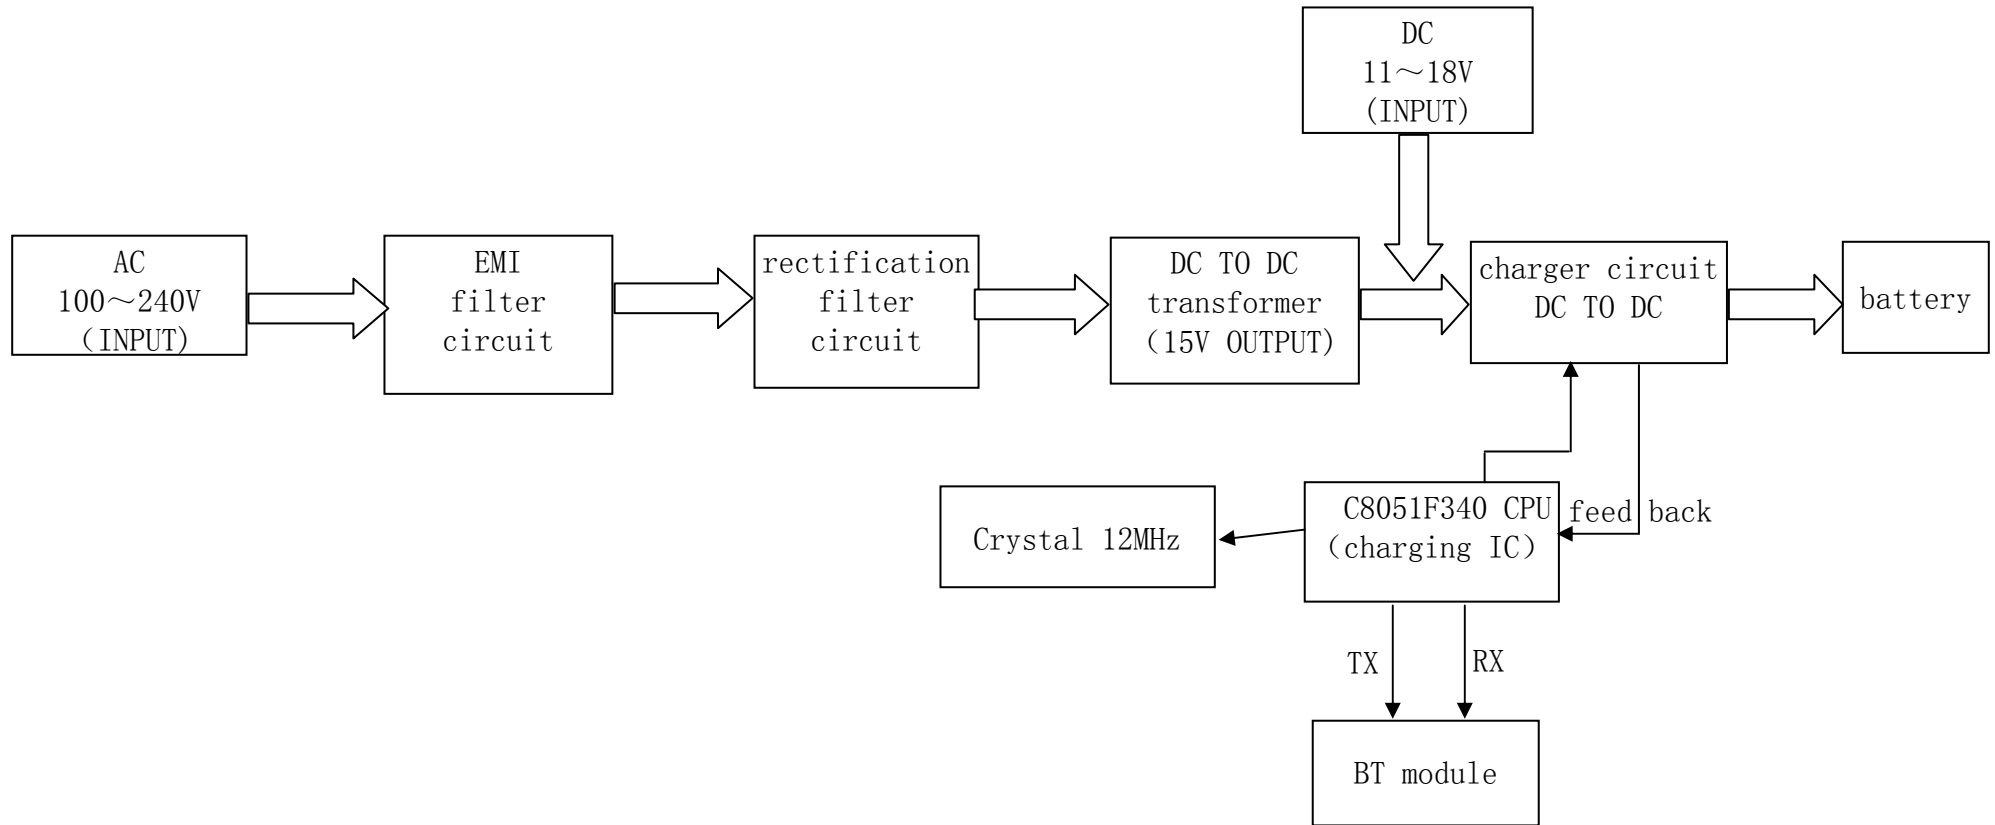 DC
11～18V
(INPUT)
AC
100～240V
(INPUT)
EMI
filter
circuit
rectification
filter
circuit
DC TO DC
transformer
(15V OUTPUT)
charger circuit
DC TO DC
battery
Crystal 12MHz
C8051F340 CPU
(charging IC)
feed back
TX
RX
BT module